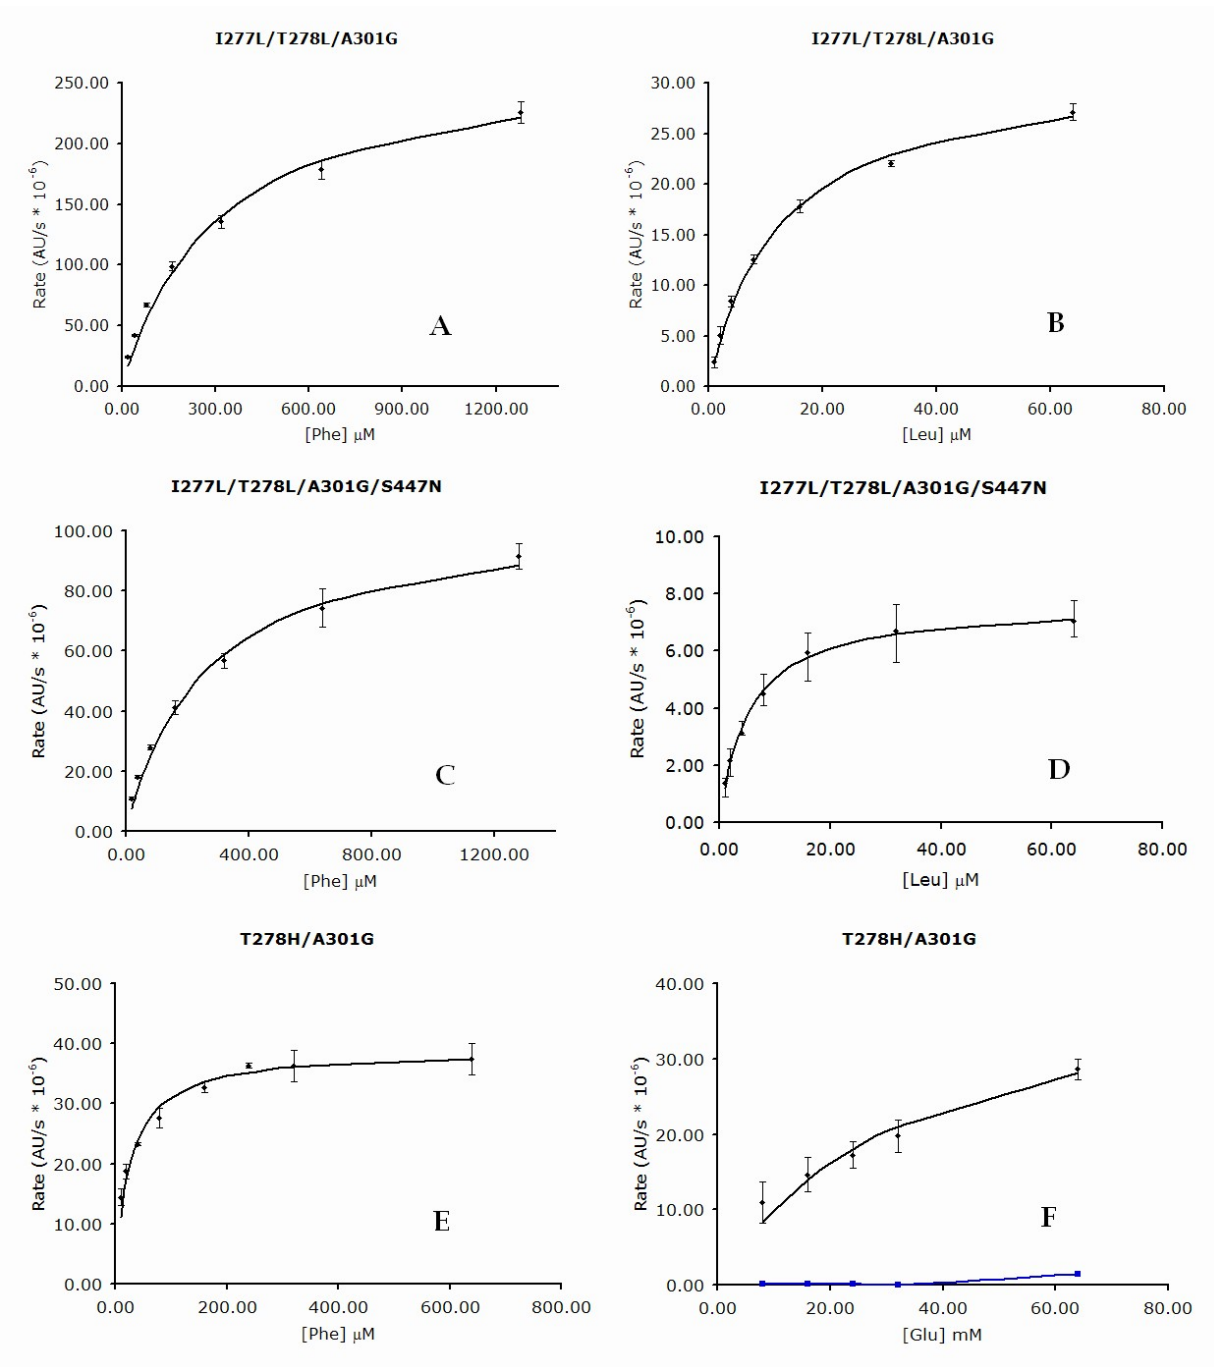 I277L/T278L/A301G
250.00
200.00
150.00
100.00
50.00
0.00
Rate (AU/s * 10-6)
A
0.00 300.00 600.00 900.00 1200.00
[Phe] µM
I277L/T278L/A301G
30.00
25.00
20.00
15.00
10.00
5.00
0.00
Rate (AU/s * 10-6)
B
0.00 20.00 40.00 60.00 80.00
[Leu] µM
I277L/T278L/A301G/S447N
100.00
80.00
60.00
40.00
20.00
0.00
Rate (AU/s * 10-6)
C
0.00 400.00 800.00 1200.00
[Phe] µM
I277L/T278L/A301G/S447N
10.00
8.00
6.00
4.00
2.00
0.00
Rate (AU/s * 10-6)
D
0.00 20.00 40.00 60.00 80.00
[Leu] µM
T278H/A301G
50.00
40.00
30.00
20.00
10.00
0.00
Rate (AU/s * 10-6)
E
0.00 200.00 400.00 600.00 800.00
[Phe] µM
T278H/A301G
40.00
30.00
20.00
10.00
0.00
Rate (AU/s * 10-6)
F
0.00 20.00 40.00 60.00 80.00
[Glu] mM